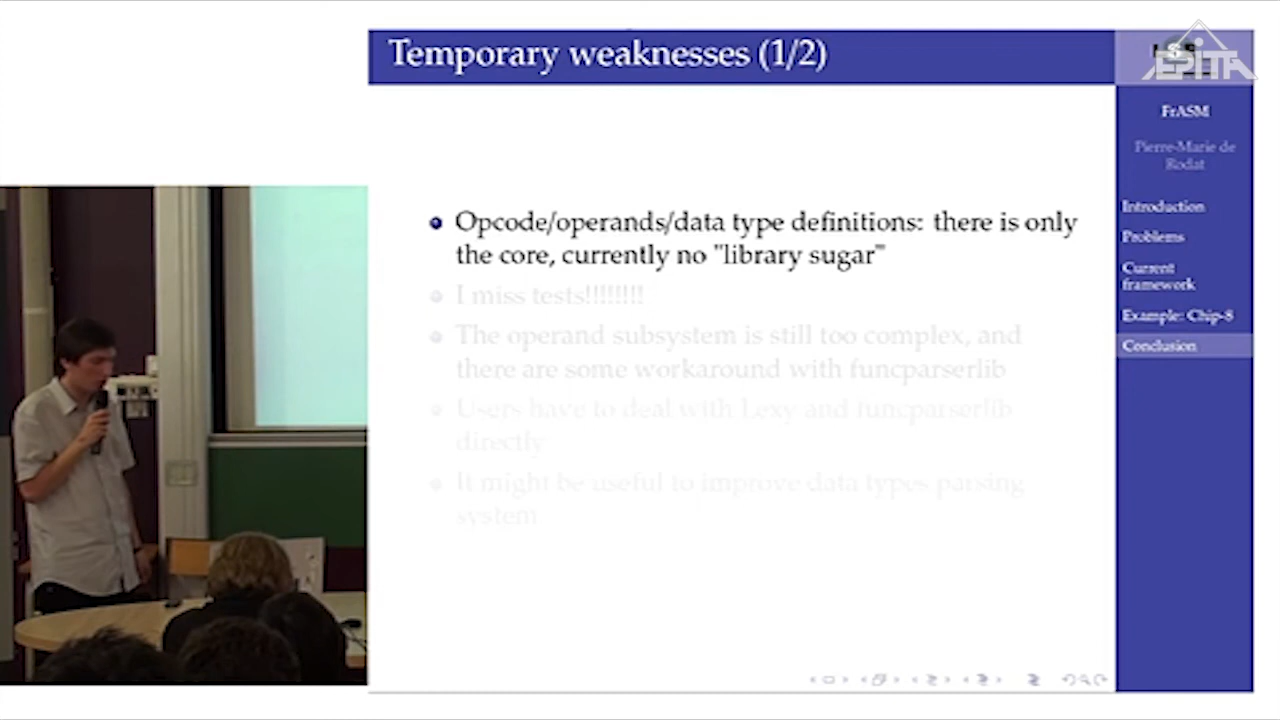 Temporary weaknesses (1/2)
Opcode/operands/data type definitions: there is only
the core, currently no "library sugar"
I miss tests!!!!!!!!
The operand subsystem is still too complex, and
there are some workaround with funcparserlib
Users have to deal with Lexy and funcparserlib
directly
It might be useful to improve data types parsing
system
EPITA
FrASM
Pierre-Marie de
Rodat
Introduction
Problems
Current
framework
Example: Chip-8
Conclusion